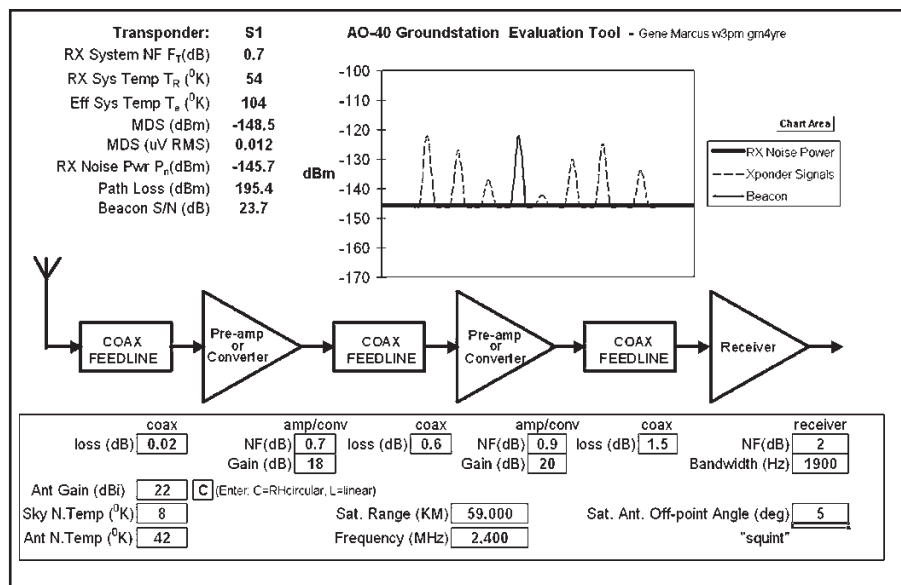 AO-40 Groundstation Evaluation Tool - Gene Marcus w3pm gm4yre
Transponder: S1
RX System NF F_T(dB) 0.7
RX Sys Temp T_R (⁰K) 54
Eff Sys Temp T_e (⁰K) 104
MDS (dBm) -148.5
MDS (uV RMS) 0.012
RX Noise Pwr P_n(dBm) -145.7
Path Loss (dBm) 195.4
Beacon S/N (dB) 23.7
dBm
-100
-110
-120
-130
-140
-150
-160
-170
Chart Area
RX Noise Power
Xponder Signals
Beacon
COAX
FEEDLINE
Pre-amp
or
Converter
COAX
FEEDLINE
Pre-amp
or
Converter
COAX
FEEDLINE
Receiver
coax amp/conv coax amp/conv coax receiver
loss (dB) 0.02 NF(dB) 0.7 loss (dB) 0.6 NF(dB) 0.9 loss (dB) 1.5 NF(dB) 2
Gain (dB) 18 Gain (dB) 20 Bandwidth (Hz) 1900
Ant Gain (dBi) 22 C (Enter: C=RHcircular, L=linear)
Sky N.Temp (⁰K) 8 Sat. Range (KM) 59.000 Sat. Ant. Off-point Angle (deg) 5
Ant N.Temp (⁰K) 42 Frequency (MHz) 2.400 "squint"